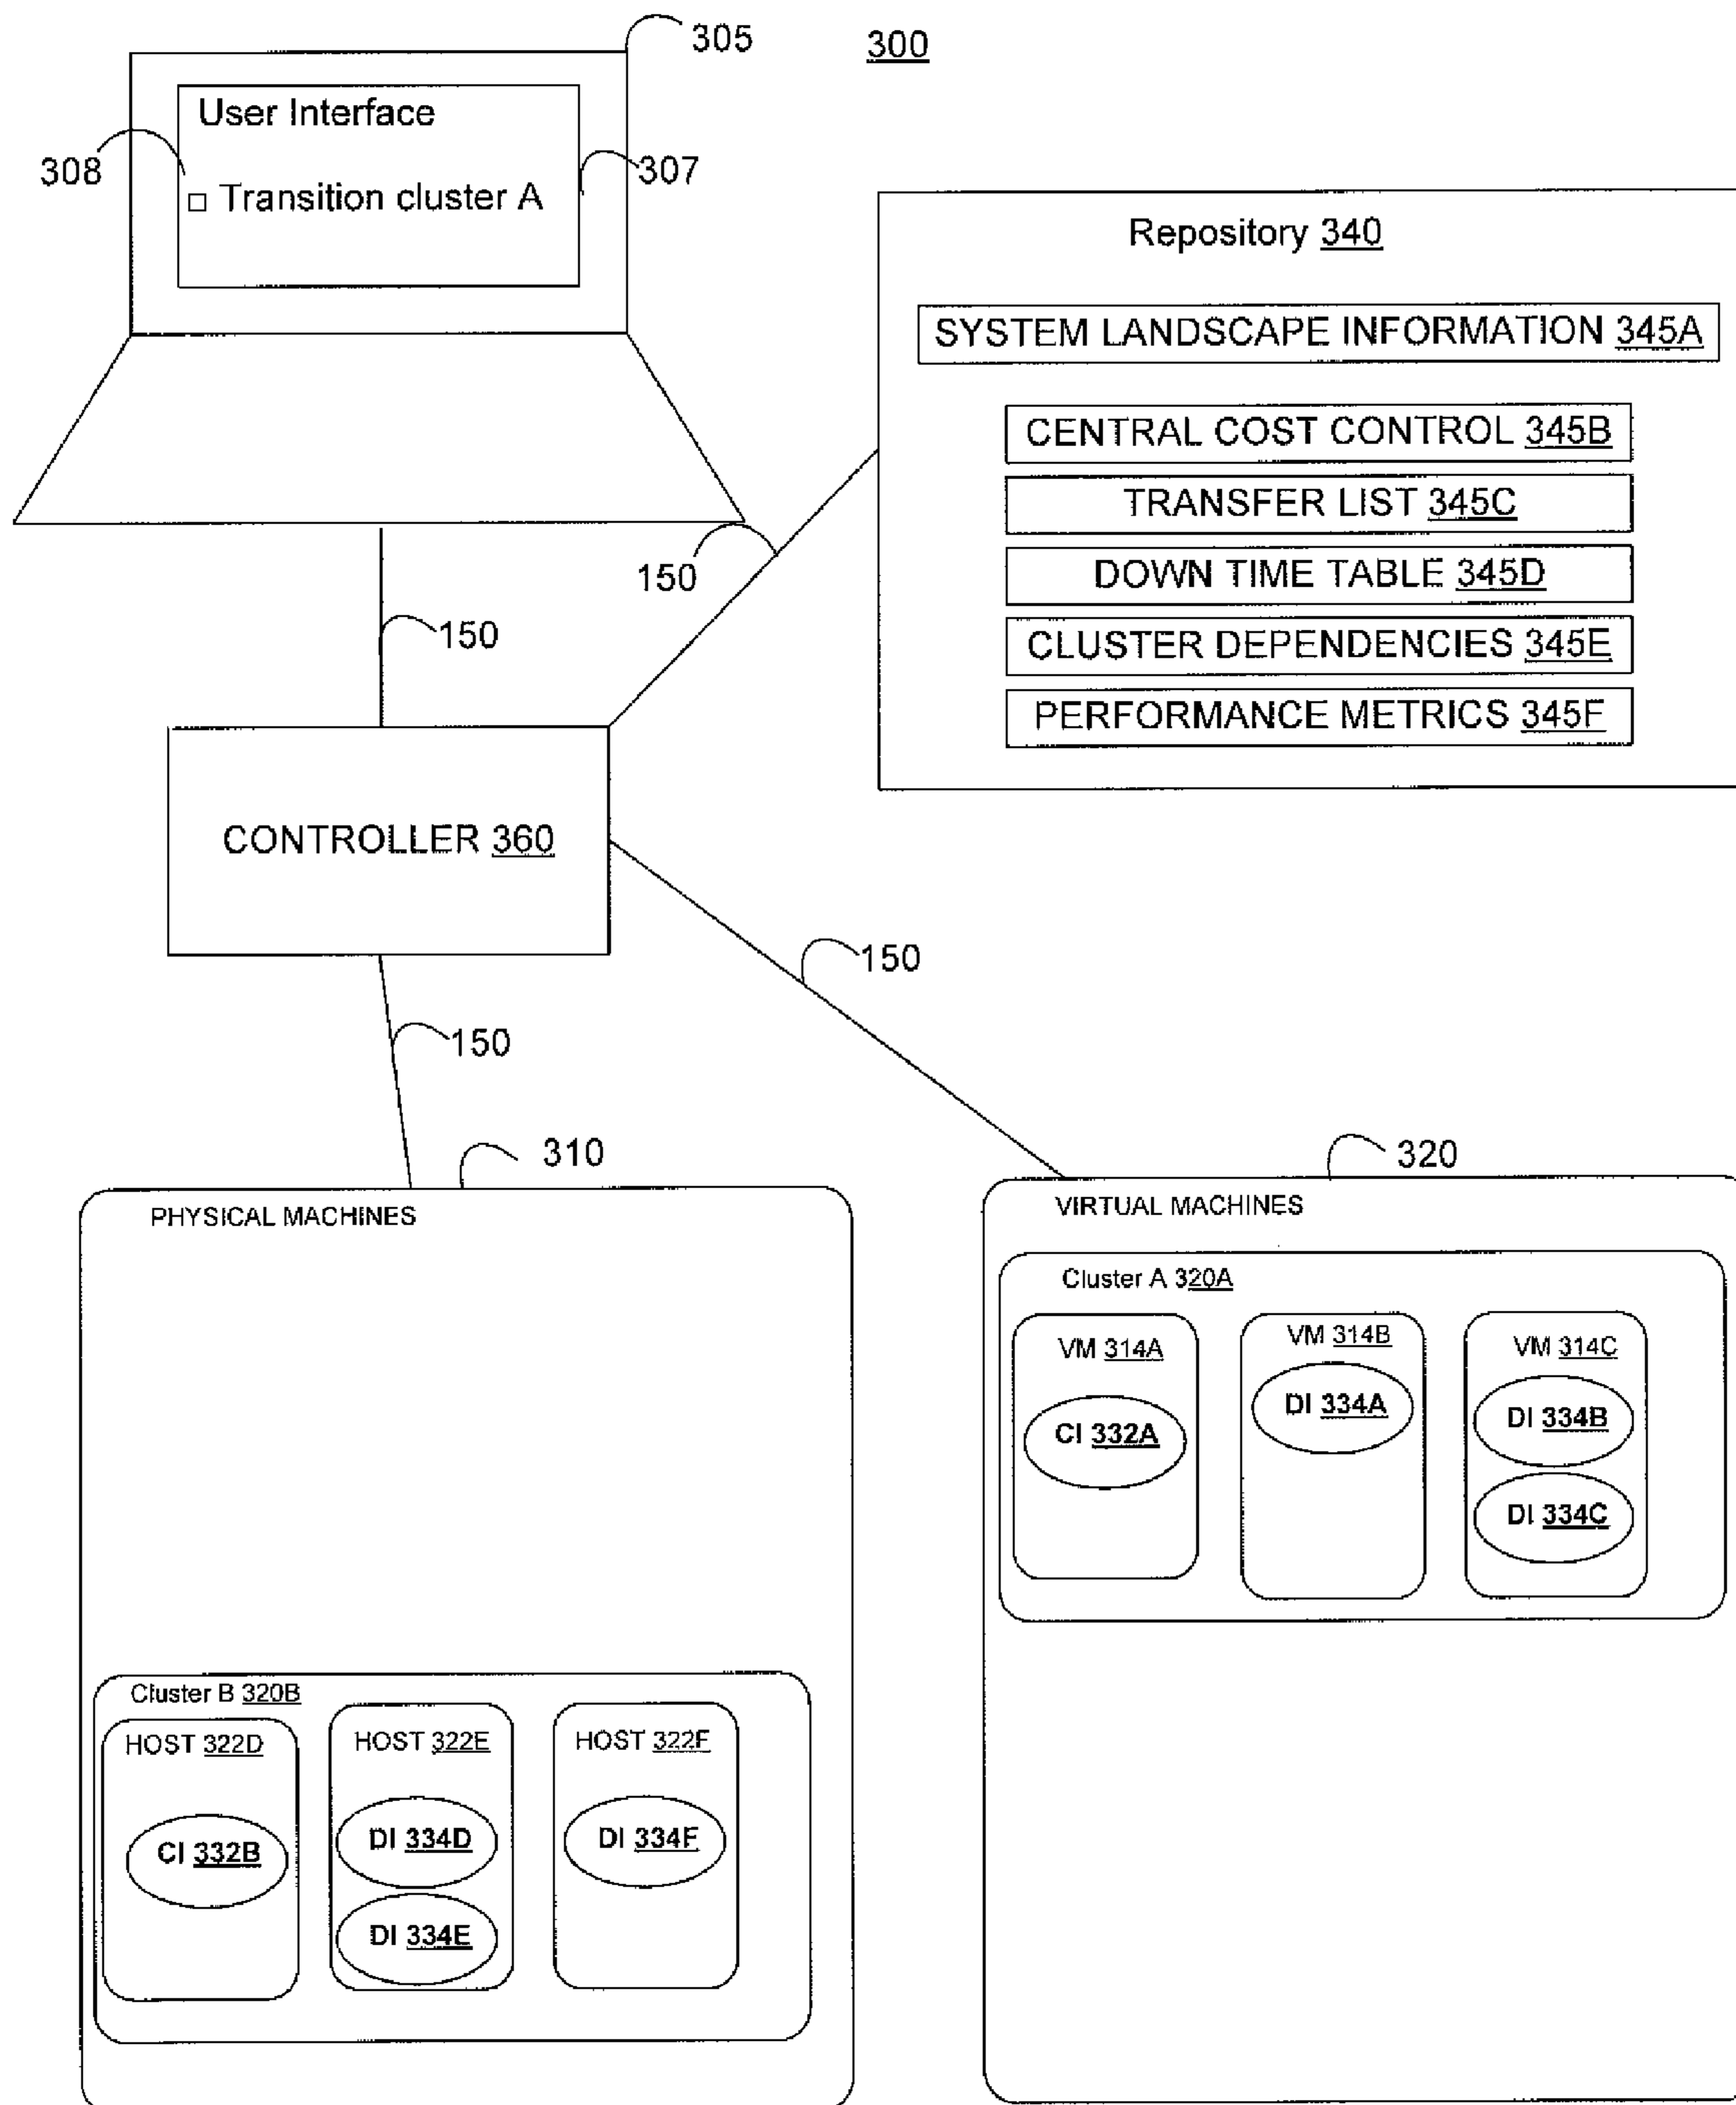 305
300
User Interface
308
307
Transition cluster A
Repository 340
SYSTEM LANDSCAPE INFORMATION 345A
CENTRAL COST CONTROL 345B
TRANSFER LIST 345C
DOWN TIME TABLE 345D
CLUSTER DEPENDENCIES 345E
PERFORMANCE METRICS 345F
150
150
CONTROLLER 360
150
150
310
320
PHYSICAL MACHINES
VIRTUAL MACHINES
Cluster A 320A
VM 314A
VM 314B
VM 314C
CI 332A
DI 334A
DI 334B
DI 334C
Cluster B 320B
HOST 322D
HOST 322E
HOST 322F
CI 332B
DI 334D
DI 334E
DI 334F